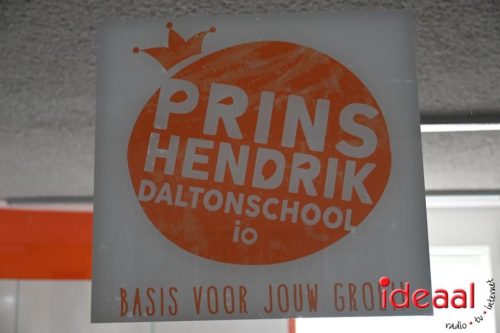 PRINS
HENDRIK
DALTONSCHOOL
io
BASIS VOOR JOUW
ideaal
radio • tv • internet